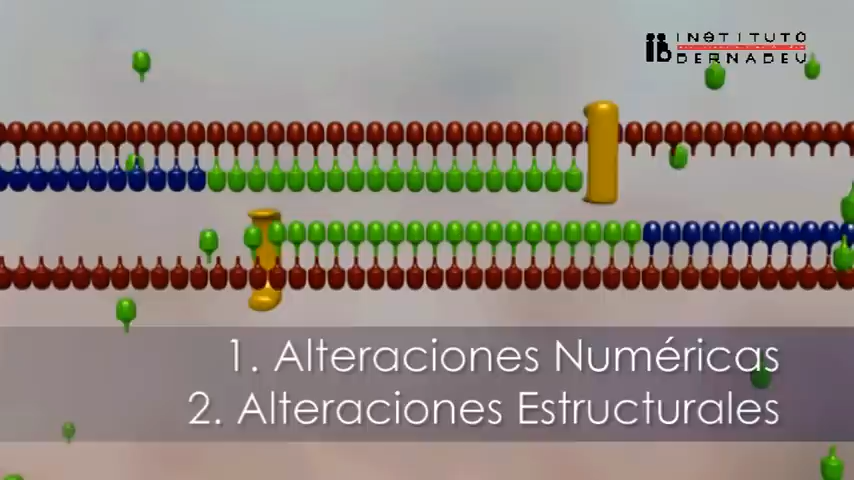 INSTITUTO
BERNABEU
1. Alteraciones Numéricas
2. Alteraciones Estructurales